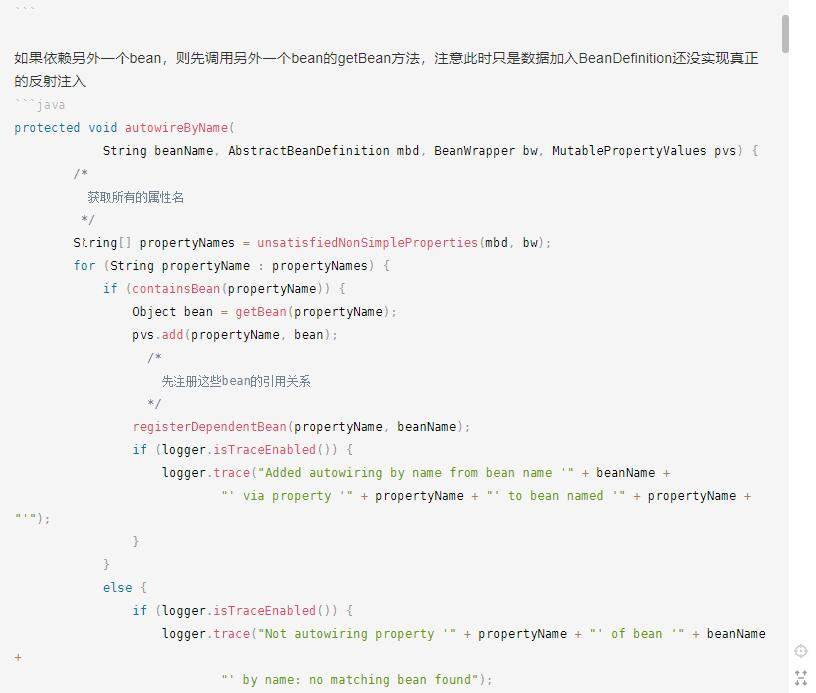 ```
如果依赖另外一个bean，则先调用另外一个bean的getBean方法，注意此时只是数据加入BeanDefinition还没实现真正
的反射注入
```java
protected void autowireByName(
            String beanName, AbstractBeanDefinition mbd, BeanWrapper bw, MutablePropertyValues pvs) {
        /*
          获取所有的属性名
         */
        String[] propertyNames = unsatisfiedNonSimpleProperties(mbd, bw);
        for (String propertyName : propertyNames) {
            if (containsBean(propertyName)) {
                Object bean = getBean(propertyName);
                pvs.add(propertyName, bean);
                  /*
                    先注册这些bean的引用关系
                  */
                registerDependentBean(propertyName, beanName);
                if (logger.isTraceEnabled()) {
                    logger.trace("Added autowiring by name from bean name '" + beanName +
                            "' via property '" + propertyName + "' to bean named '" + propertyName +
"'");
                }
            }
            else {
                if (logger.isTraceEnabled()) {
                    logger.trace("Not autowiring property '" + propertyName + "' of bean '" + beanName
+
                            "' by name: no matching bean found");